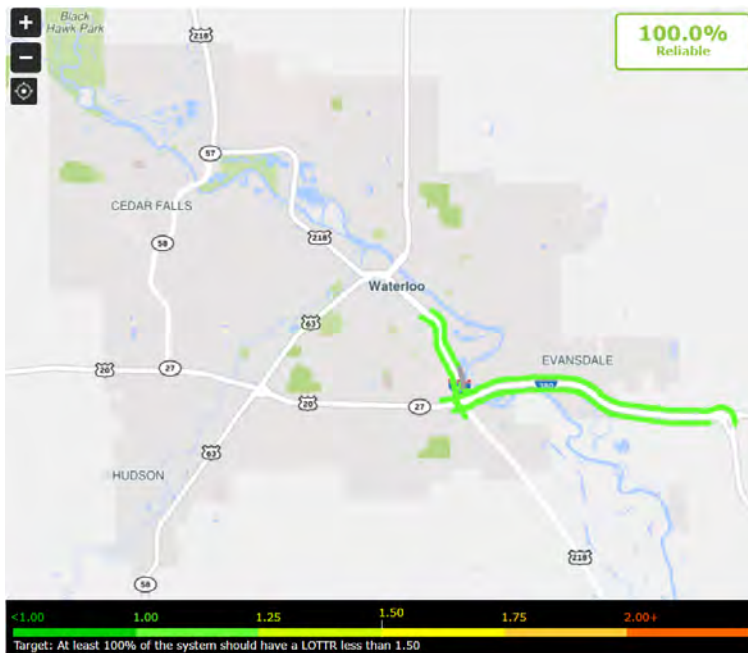 Black
Hawk Park
+
−
218
100.0%
Reliable
57
CEDAR FALLS
58
218
Waterloo
63
EVANSDALE
20
27
380
20
27
63
HUDSON
218
58
<1.00 1.00 1.25 1.50 1.75 2.00+
Target: At least 100% of the system should have a LOTTR less than 1.50